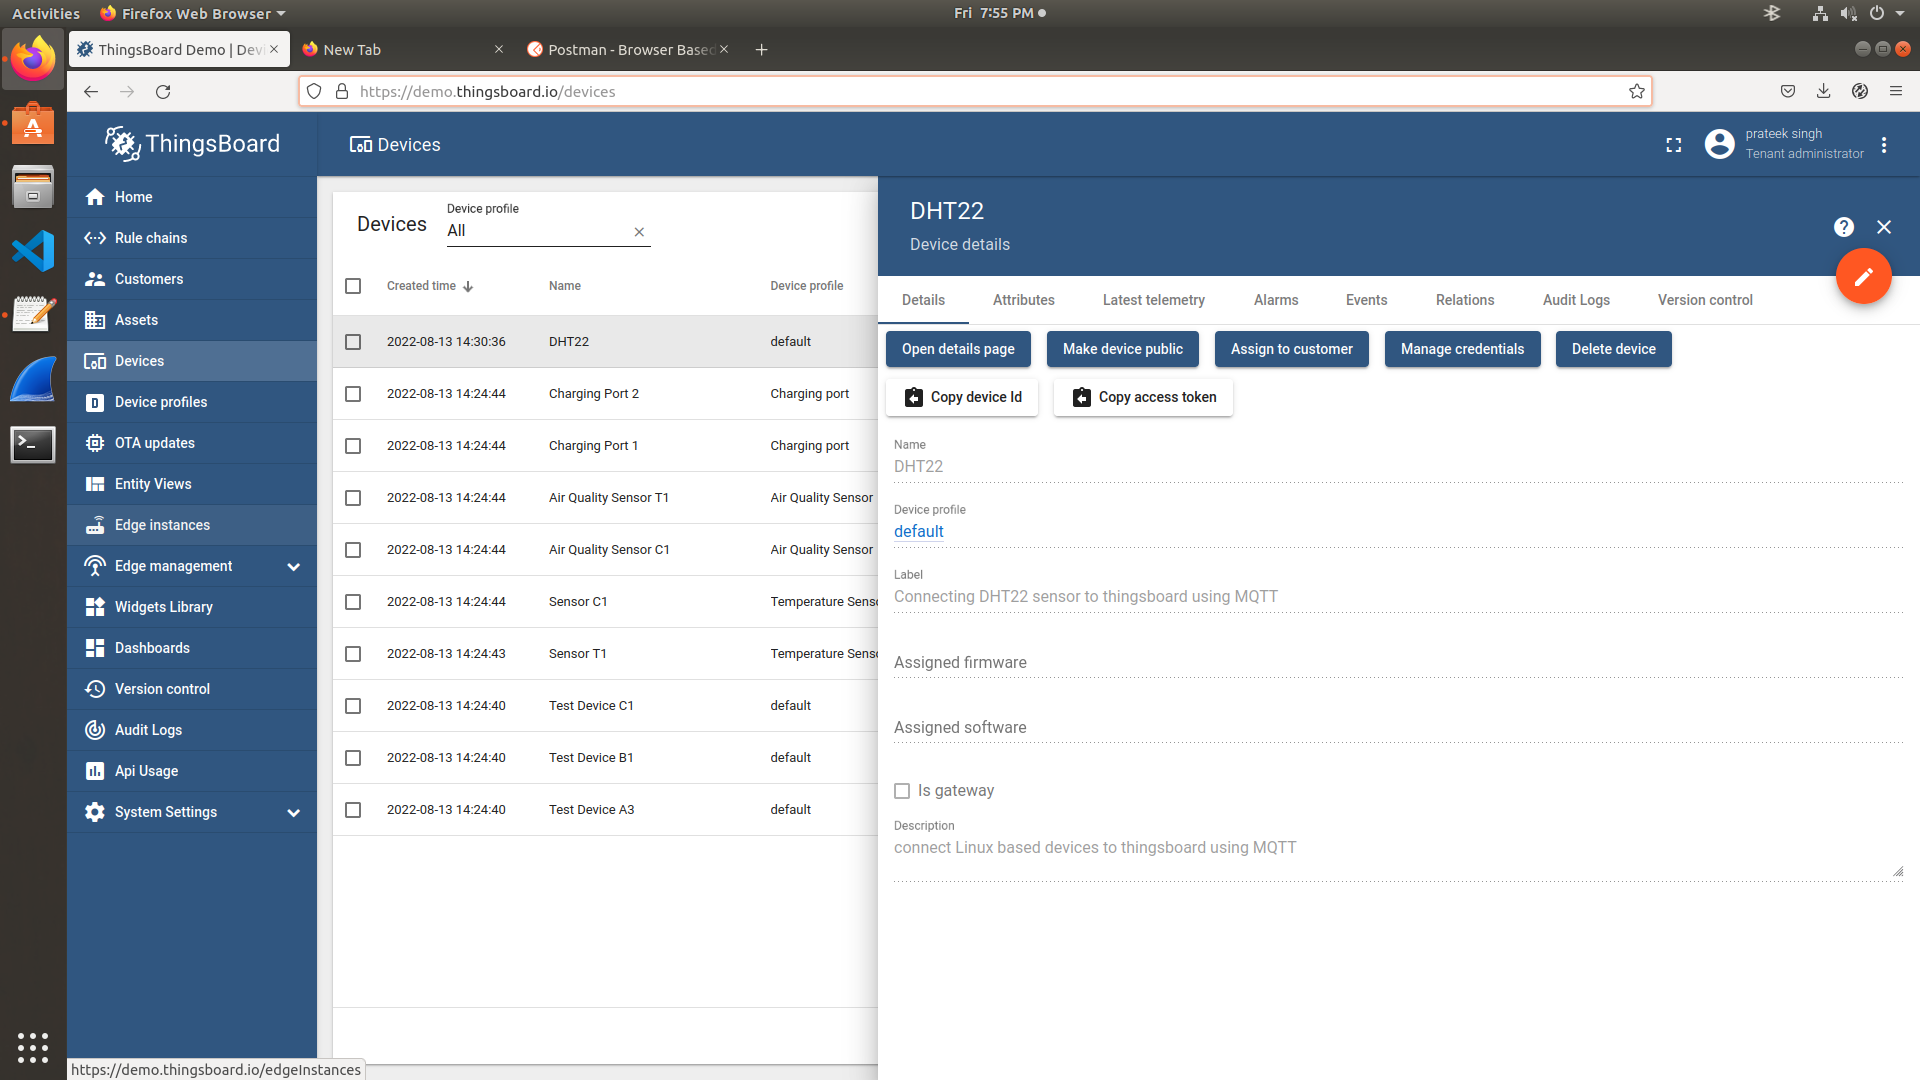 Activities
Firefox Web Browser
Fri 7:55 PM
ThingsBoard Demo | Devi
New Tab
Postman - Browser Based
https://demo.thingsboard.io/devices
ThingsBoard
Devices
prateek singh
Tenant administrator
Home
Rule chains
Customers
Assets
Devices
Device profiles
OTA updates
Entity Views
Edge instances
Edge management
Widgets Library
Dashboards
Version control
Audit Logs
Api Usage
System Settings
Devices
Device profile
All
Created time Name Device profile
2022-08-13 14:30:36 DHT22 default
2022-08-13 14:24:44 Charging Port 2 Charging port
2022-08-13 14:24:44 Charging Port 1 Charging port
2022-08-13 14:24:44 Air Quality Sensor T1 Air Quality Sensor
2022-08-13 14:24:44 Air Quality Sensor C1 Air Quality Sensor
2022-08-13 14:24:44 Sensor C1 Temperature Senso
2022-08-13 14:24:43 Sensor T1 Temperature Senso
2022-08-13 14:24:40 Test Device C1 default
2022-08-13 14:24:40 Test Device B1 default
2022-08-13 14:24:40 Test Device A3 default
DHT22
Device details
Details Attributes Latest telemetry Alarms Events Relations Audit Logs Version control
Open details page Make device public Assign to customer Manage credentials Delete device
Copy device Id Copy access token
Name
DHT22
Device profile
default
Label
Connecting DHT22 sensor to thingsboard using MQTT
Assigned firmware
Assigned software
Is gateway
Description
connect Linux based devices to thingsboard using MQTT
https://demo.thingsboard.io/edgeInstances